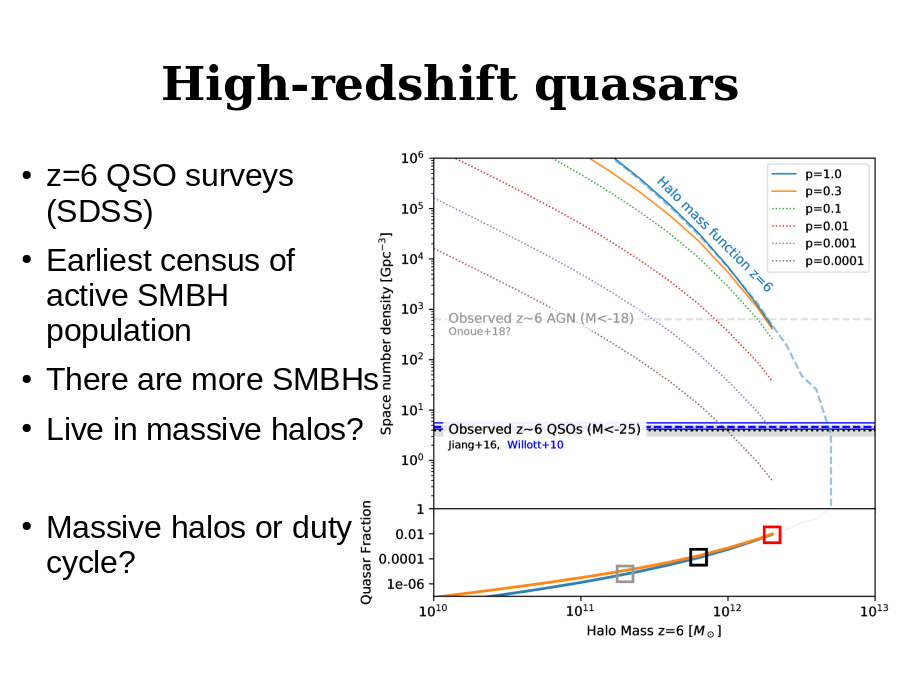 High-redshift quasars
• z=6 QSO surveys
(SDSS)
• Earliest census of
active SMBH
population
• There are more SMBHs
• Live in massive halos?
• Massive halos or duty
cycle?
Space number density [Gpc⁻³]
10⁶
10⁵
10⁴
10³
10²
10¹
10⁰
Halo mass function z=6
p=1.0
p=0.3
p=0.1
p=0.01
p=0.001
p=0.0001
Observed z~6 AGN (M<-18)
Onoue+18?
Observed z~6 QSOs (M<-25)
Jiang+16, Willott+10
Quasar Fraction
1
0.01
0.0001
1e-06
10¹⁰
10¹¹
10¹²
10¹³
Halo Mass z=6 [M☉]